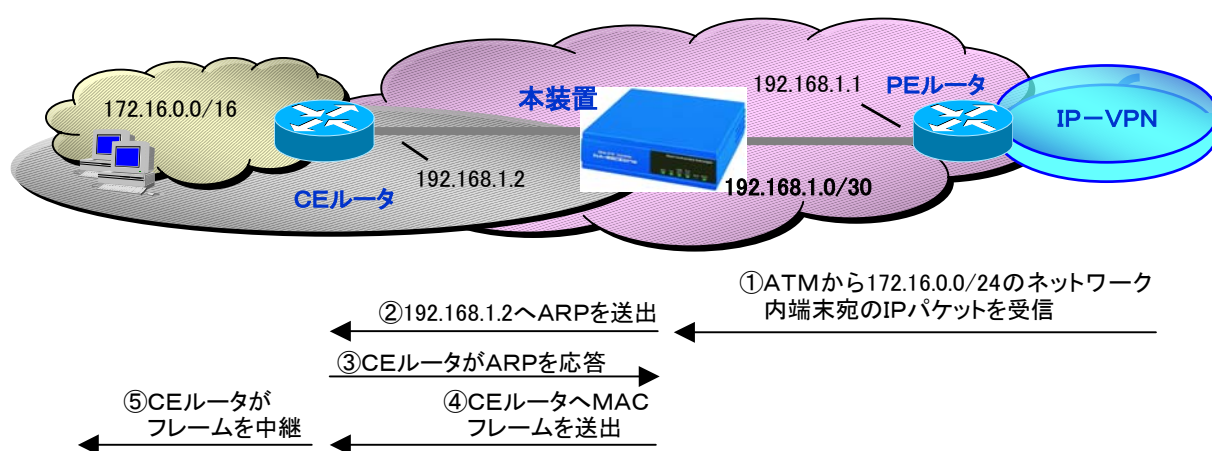 172.16.0.0/16
本装置
192.168.1.1
PEルータ
IP-VPN
192.168.1.2
CEルータ
192.168.1.0/30
①ATMから172.16.0.0/24のネットワーク
内端末宛のIPパケットを受信
②192.168.1.2へARPを送出
③CEルータがARPを応答
④CEルータへMAC
フレームを送出
⑤CEルータが
フレームを中継